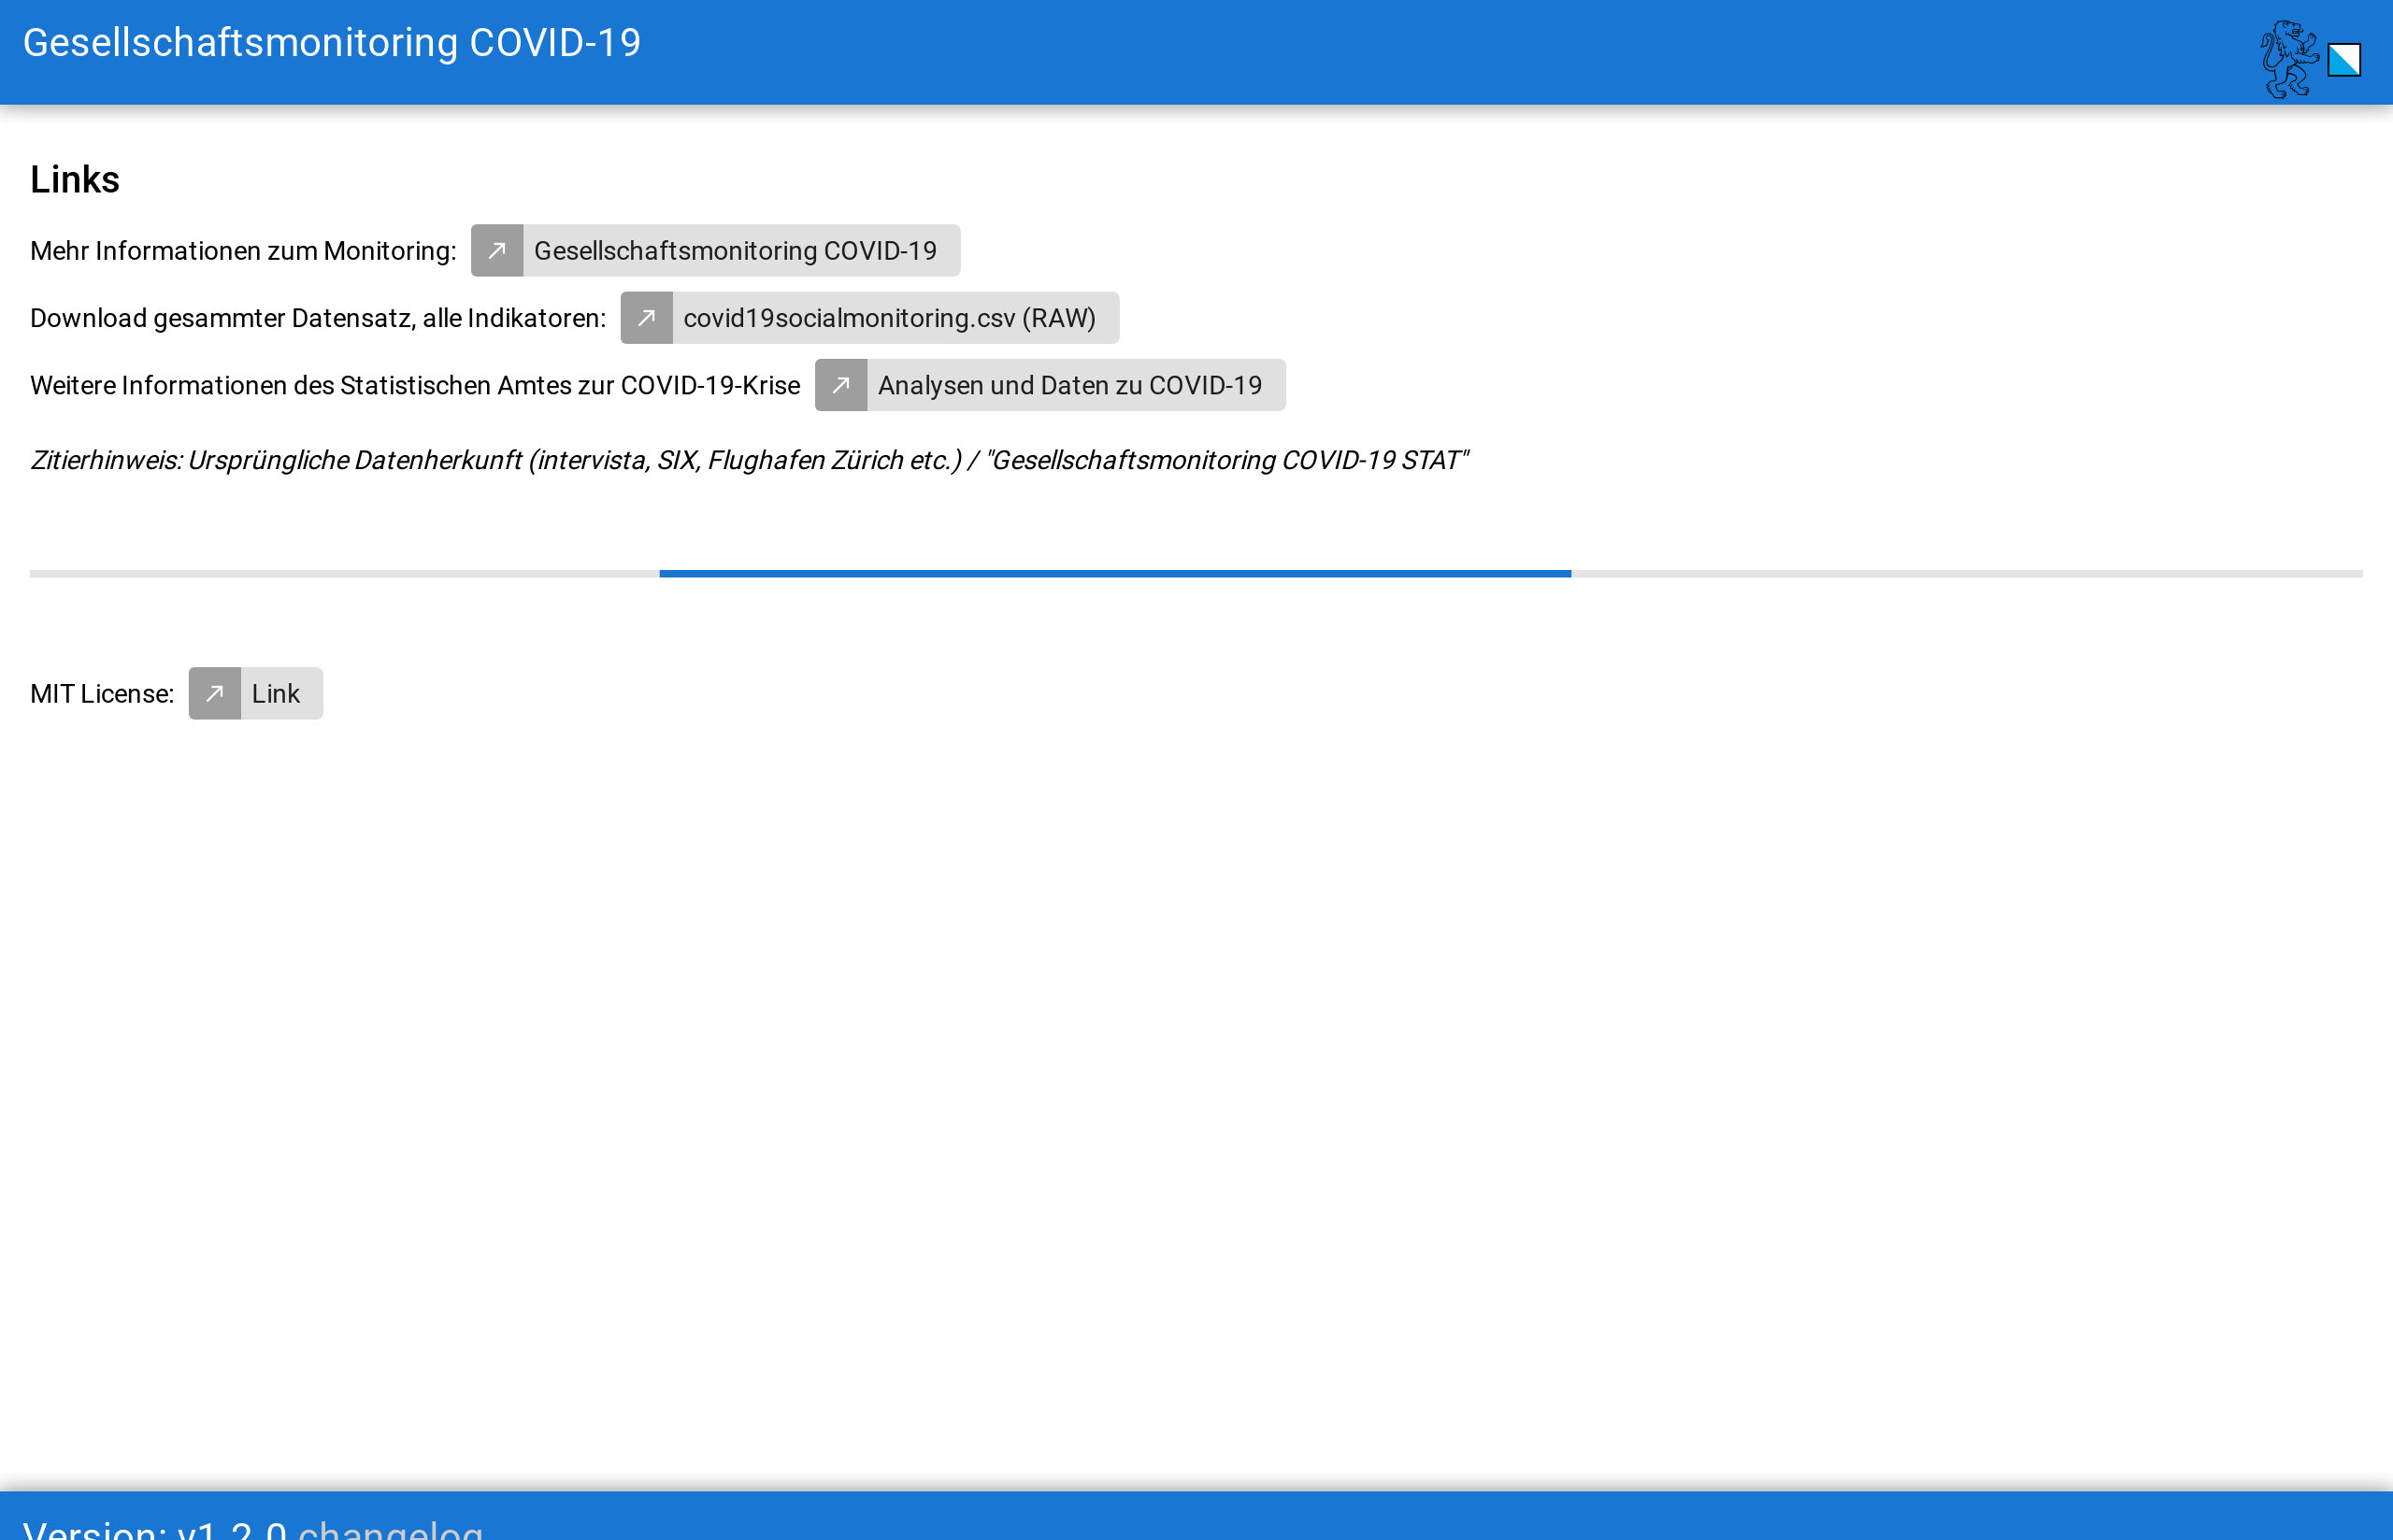 Gesellschaftsmonitoring COVID-19
Links
Mehr Informationen zum Monitoring: Gesellschaftsmonitoring COVID-19
Download gesammter Datensatz, alle Indikatoren: covid19socialmonitoring.csv (RAW)
Weitere Informationen des Statistischen Amtes zur COVID-19-Krise Analysen und Daten zu COVID-19
Zitierhinweis: Ursprüngliche Datenherkunft (intervista, SIX, Flughafen Zürich etc.) / "Gesellschaftsmonitoring COVID-19 STAT"
MIT License: Link
Version: v1.2.0 changelog